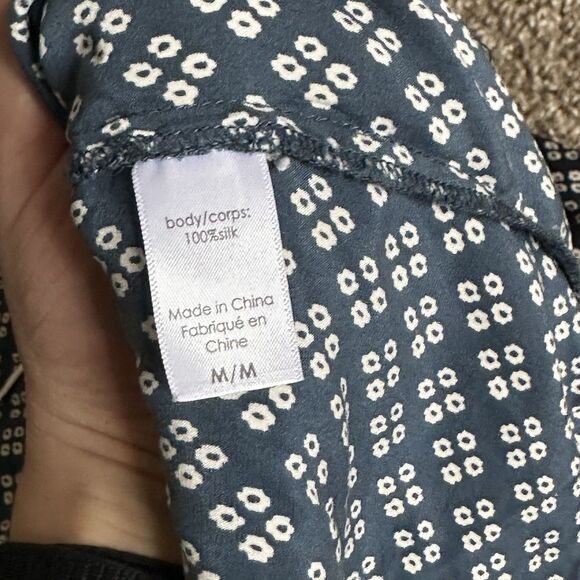 body/corps:
100%silk
Made in China
Fabriqué en
Chine
M/M